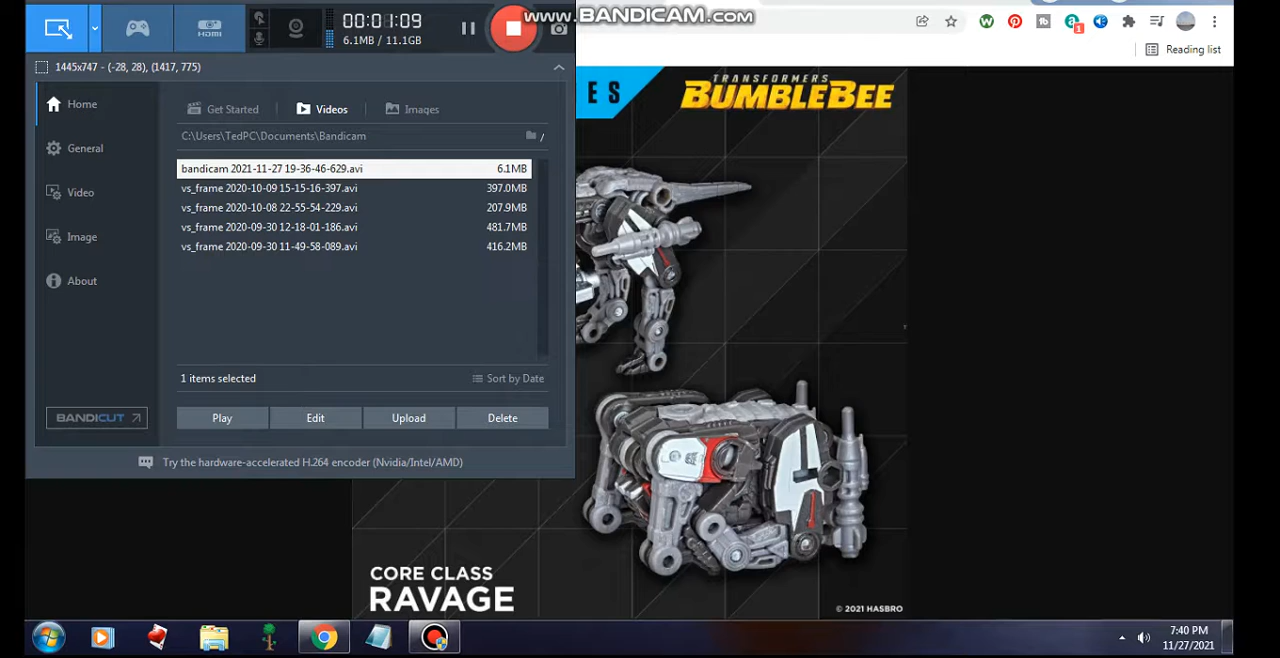 www.BANDICAM.com
00:01:09
6.1MB / 11.1GB
HDMI
1445x747 - (-28, 28), (1417, 775)
Home
General
Video
Image
About
BANDICUT
Get Started
Videos
Images
C:\Users\TedPC\Documents\Bandicam
/
bandicam 2021-11-27 19-36-46-629.avi 6.1MB
vs_frame 2020-10-09 15-15-16-397.avi 397.0MB
vs_frame 2020-10-08 22-55-54-229.avi 207.9MB
vs_frame 2020-09-30 12-18-01-186.avi 481.7MB
vs_frame 2020-09-30 11-49-58-089.avi 416.2MB
1 items selected
Sort by Date
Play
Edit
Upload
Delete
Try the hardware-accelerated H.264 encoder (Nvidia/Intel/AMD)
Reading list
ES
TRANSFORMERS
BUMBLEBEE
CORE CLASS
RAVAGE
© 2021 HASBRO
7:40 PM
11/27/2021